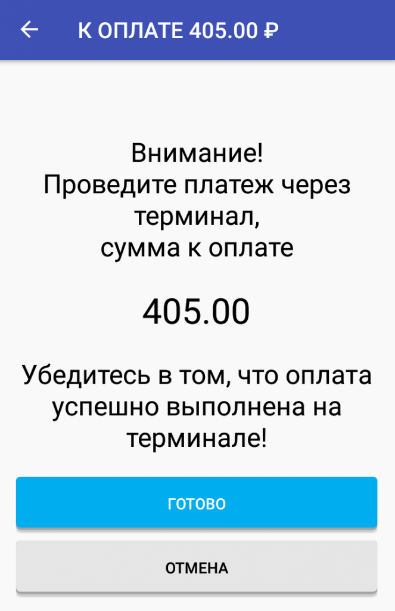 К ОПЛАТЕ 405.00 ₽
Внимание!
Проведите платеж через
терминал,
сумма к оплате
405.00
Убедитесь в том, что оплата
успешно выполнена на
терминале!
ГОТОВО
ОТМЕНА